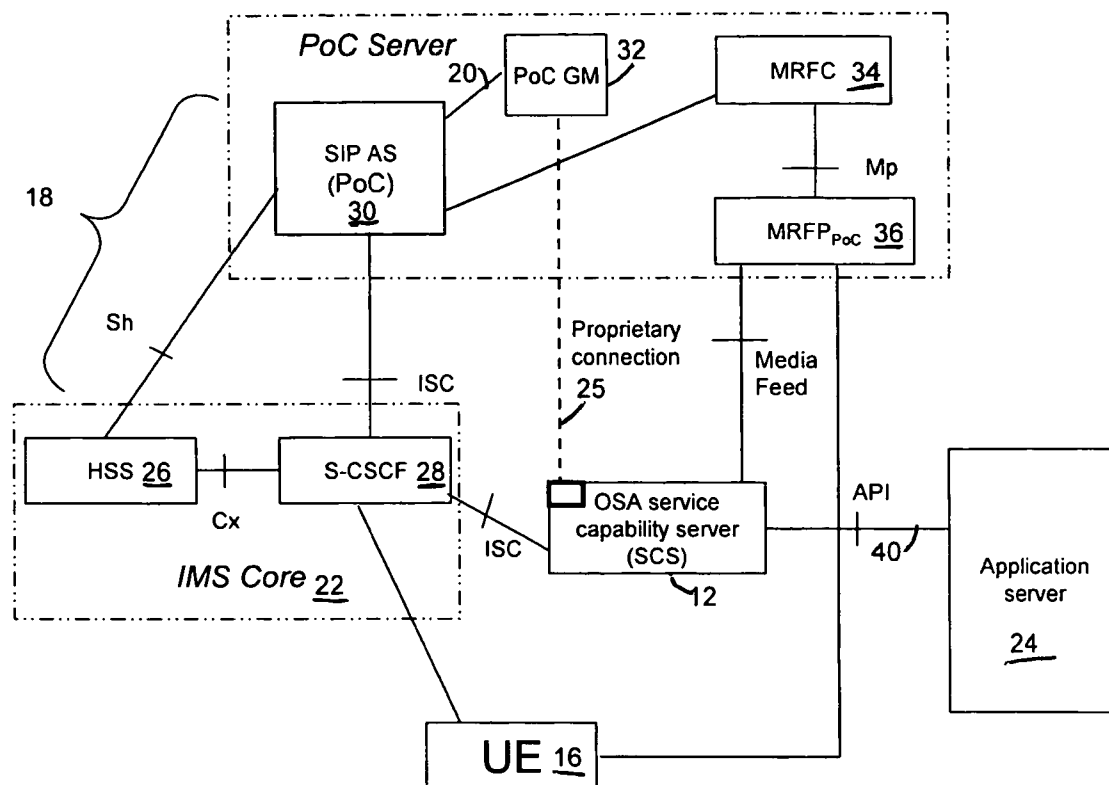 PoC Server
20
PoC GM
32
MRFC 34
SIP AS
(PoC)
30
Mp
18
MRFPPoC 36
Sh
Proprietary
connection
25
Media
Feed
ISC
HSS 26
S-CSCF 28
Cx
ISC
OSA service
capability server
(SCS)
12
API
40
Application
server
24
IMS Core 22
UE 16